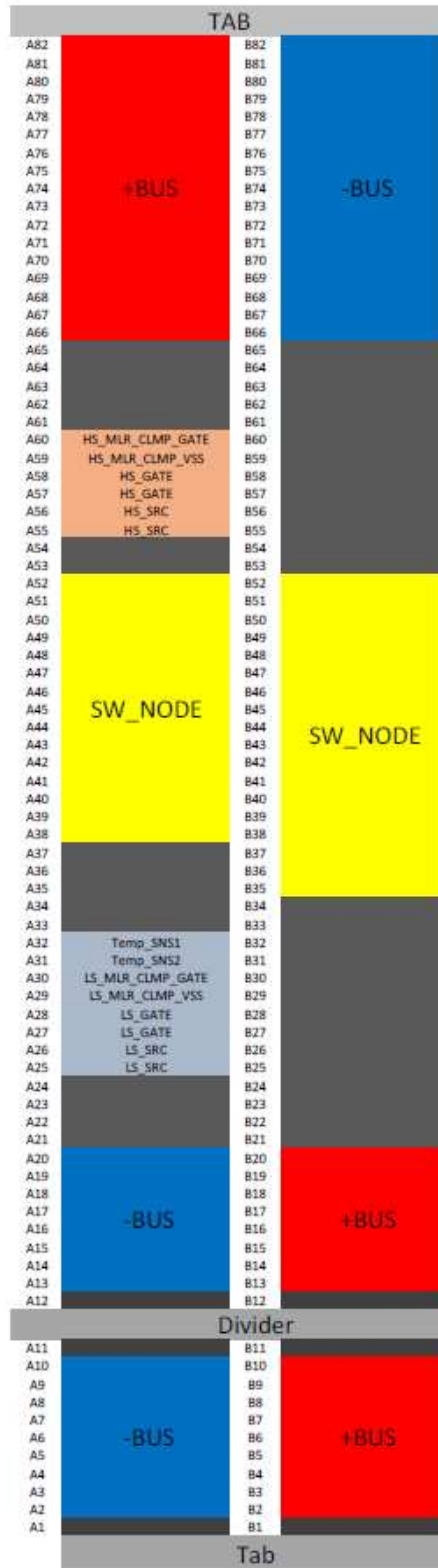 TAB
A82 B82
A81 B81
A80 B80
A79 B79
A78 B78
A77 B77
A76 B76
A75 B75
A74 +BUS B74 -BUS
A73 B73
A72 B72
A71 B71
A70 B70
A69 B69
A68 B68
A67 B67
A66 B66
A65 B65
A64 B64
A63 B63
A62 B62
A61 B61
A60 HS_MLR_CLMP_GATE B60
A59 HS_MLR_CLMP_VSS B59
A58 HS_GATE B58
A57 HS_GATE B57
A56 HS_SRC B56
A55 HS_SRC B55
A54 B54
A53 B53
A52 B52
A51 B51
A50 B50
A49 B49
A48 B48
A47 B47
A46 B46
A45 SW_NODE B45
A44 B44
A43 B43 SW_NODE
A42 B42
A41 B41
A40 B40
A39 B39
A38 B38
A37 B37
A36 B36
A35 B35
A34 B34
A33 B33
A32 Temp_SNS1 B32
A31 Temp_SNS2 B31
A30 LS_MLR_CLMP_GATE B30
A29 LS_MLR_CLMP_VSS B29
A28 LS_GATE B28
A27 LS_GATE B27
A26 LS_SRC B26
A25 LS_SRC B25
A24 B24
A23 B23
A22 B22
A21 B21
A20 B20
A19 B19
A18 B18
A17 -BUS B17 +BUS
A16 B16
A15 B15
A14 B14
A13 B13
A12 B12
Divider
A11 B11
A10 B10
A9 B9
A8 B8
A7 B7
A6 -BUS B6 +BUS
A5 B5
A4 B4
A3 B3
A2 B2
A1 B1
Tab